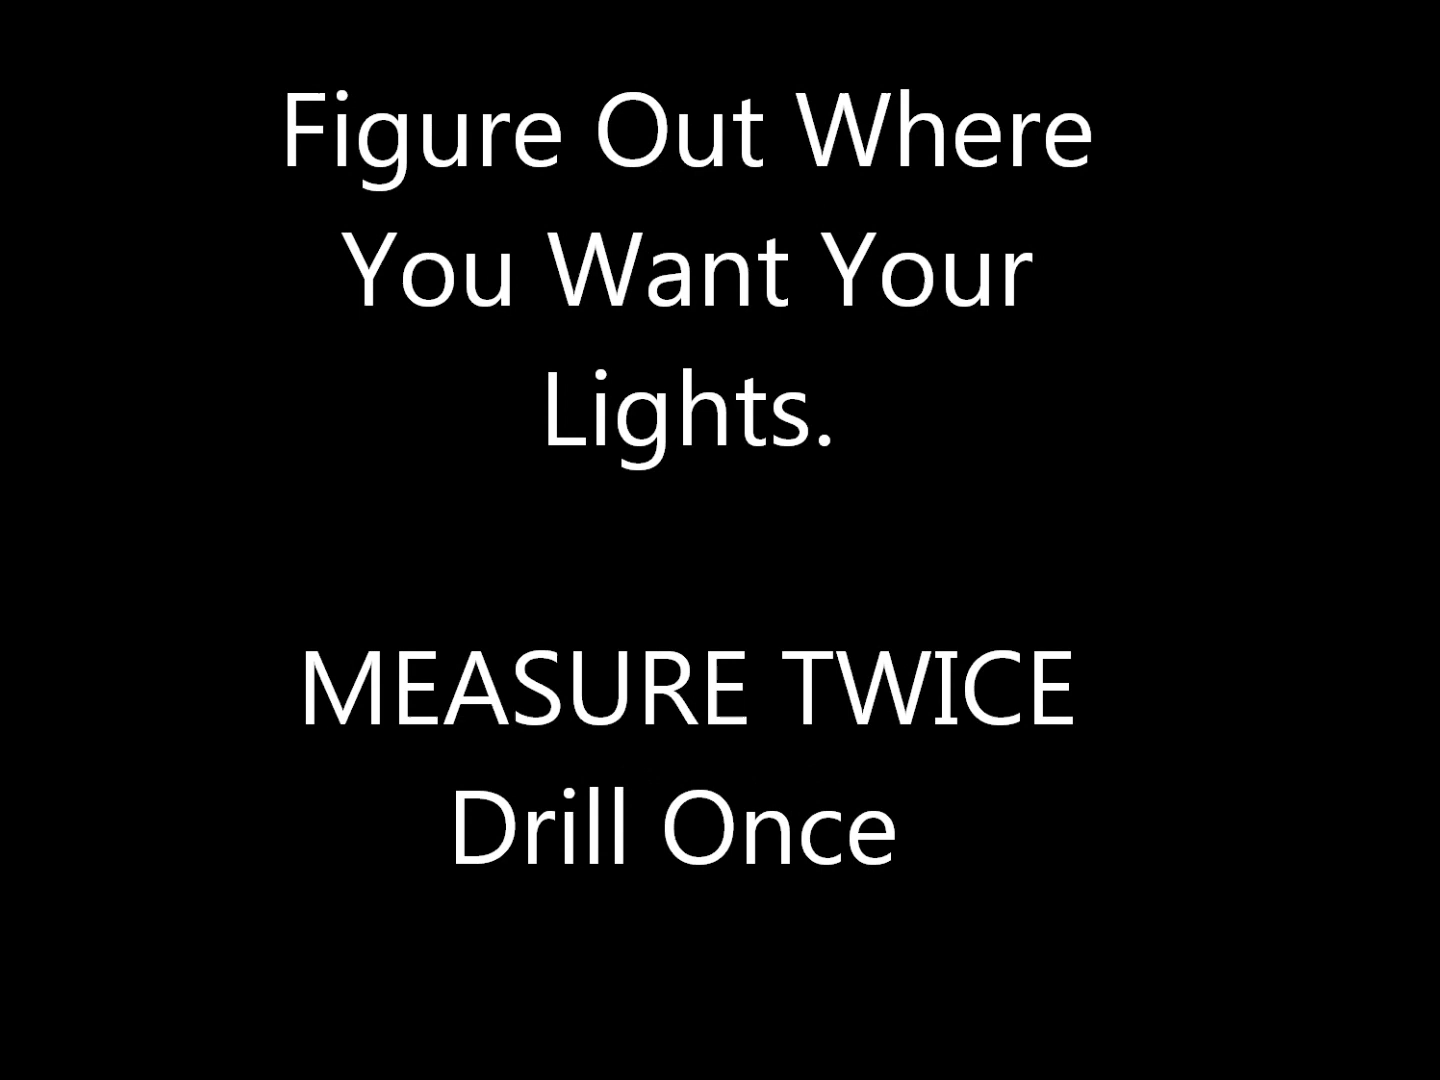 Figure Out Where
You Want Your
Lights.
MEASURE TWICE
Drill Once